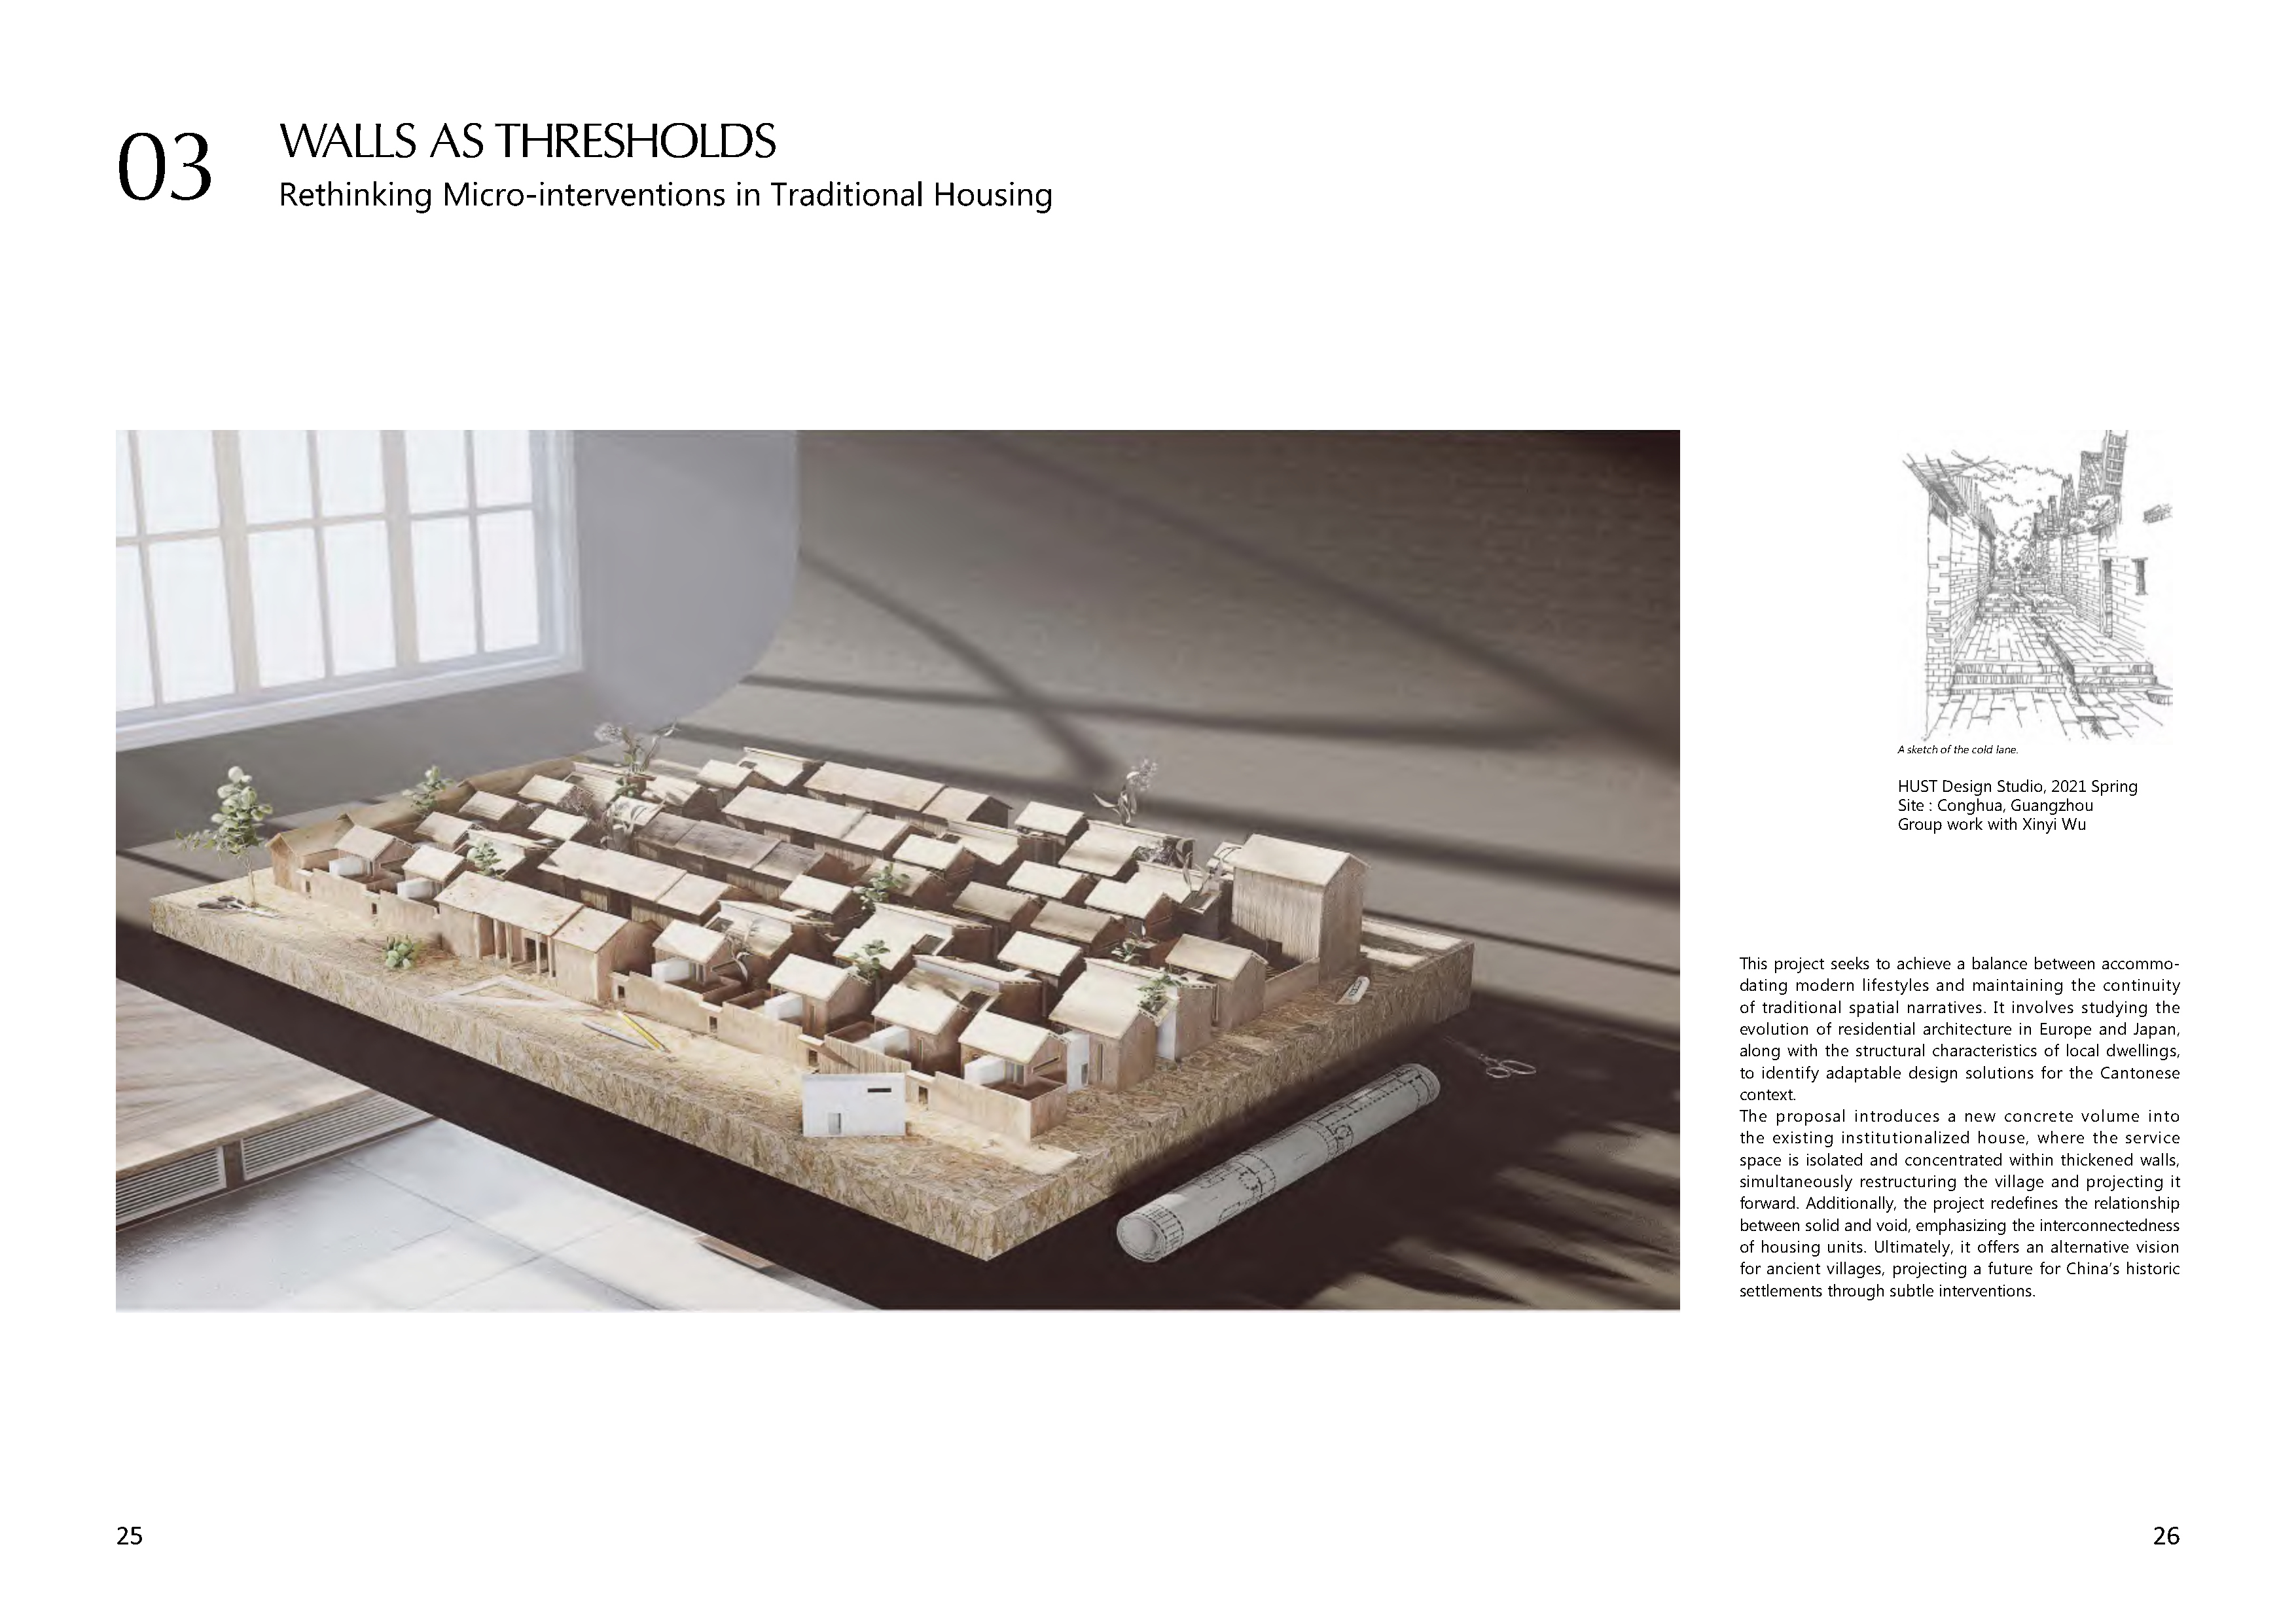 03
WALLS AS THRESHOLDS
Rethinking Micro-interventions in Traditional Housing
A sketch of the cold lane.
HUST Design Studio, 2021 Spring
Site : Conghua, Guangzhou
Group work with Xinyi Wu
This project seeks to achieve a balance between accommo-
dating modern lifestyles and maintaining the continuity
of traditional spatial narratives. It involves studying the
evolution of residential architecture in Europe and Japan,
along with the structural characteristics of local dwellings,
to identify adaptable design solutions for the Cantonese
context.
The proposal introduces a new concrete volume into
the existing institutionalized house, where the service
space is isolated and concentrated within thickened walls,
simultaneously restructuring the village and projecting it
forward. Additionally, the project redefines the relationship
between solid and void, emphasizing the interconnectedness
of housing units. Ultimately, it offers an alternative vision
for ancient villages, projecting a future for China's historic
settlements through subtle interventions.
25
26